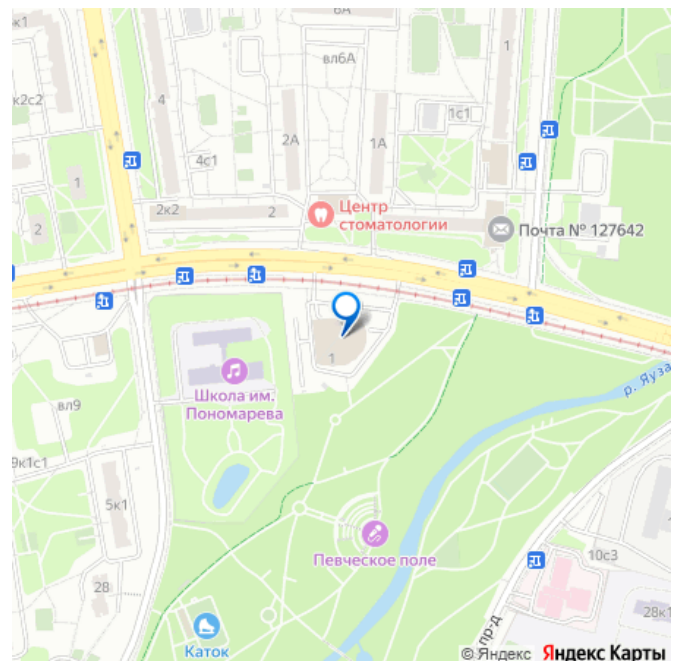 6А
к1
вл6А
1
к2с2
4
1с1
2А
1А
4с1
1
2к2
2
Центр
стоматологии
2
Почта № 127642
1
р. Яуза
Школа им.
Пономарева
вл9
9к1с1
5к1
Певческое поле
10с3
28
28к1
пр-д
Каток
© Яндекс Яндекс Карты